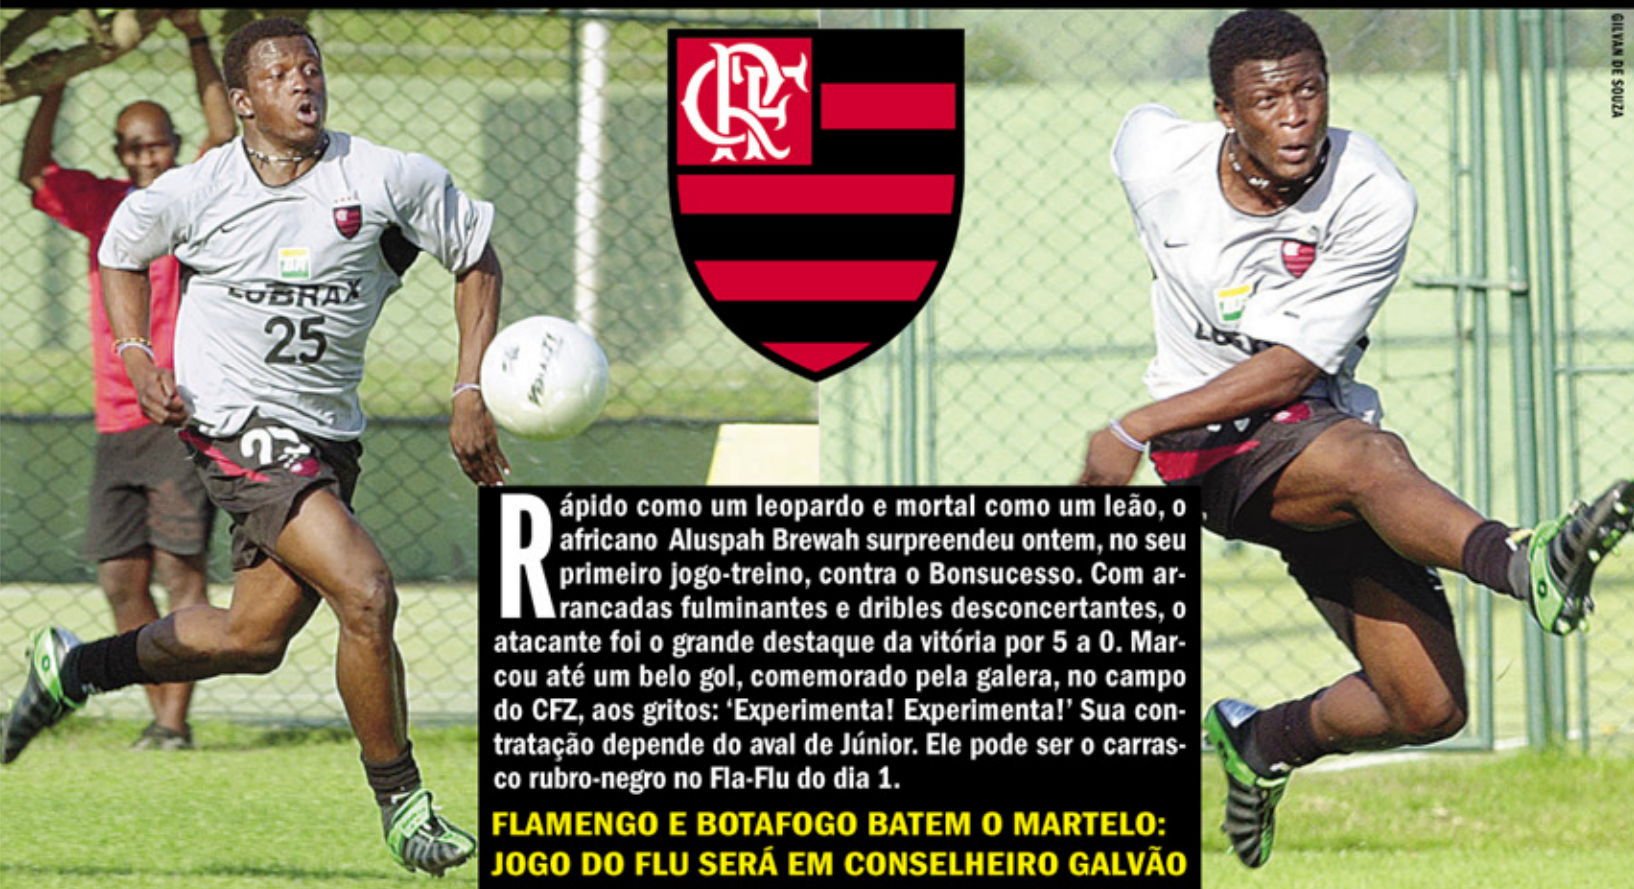 GILVAN DE SOUZA
CRF
LUBRAX
25
27
PENALTY
Rápido como um leopardo e mortal como um leão, o
africano Aluspah Brewah surpreendeu ontem, no seu
primeiro jogo-treino, contra o Bonsucesso. Com ar-
rancadas fulminantes e dribles desconcertantes, o
atacante foi o grande destaque da vitória por 5 a 0. Mar-
cou até um belo gol, comemorado pela galera, no campo
do CFZ, aos gritos: ‘Experimenta! Experimenta!’ Sua con-
tratação depende do aval de Júnior. Ele pode ser o carras-
co rubro-negro no Fla-Flu do dia 1.
FLAMENGO E BOTAFOGO BATEM O MARTELO:
JOGO DO FLU SERÁ EM CONSELHEIRO GALVÃO